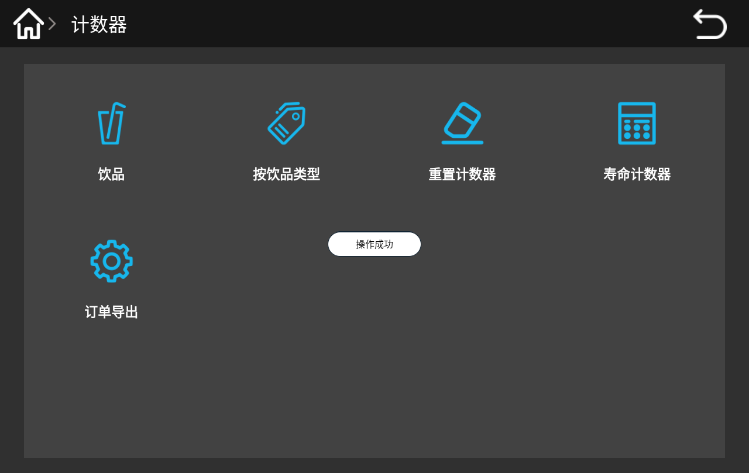 计数器
饮品
按饮品类型
重置计数器
寿命计数器
操作成功
订单导出